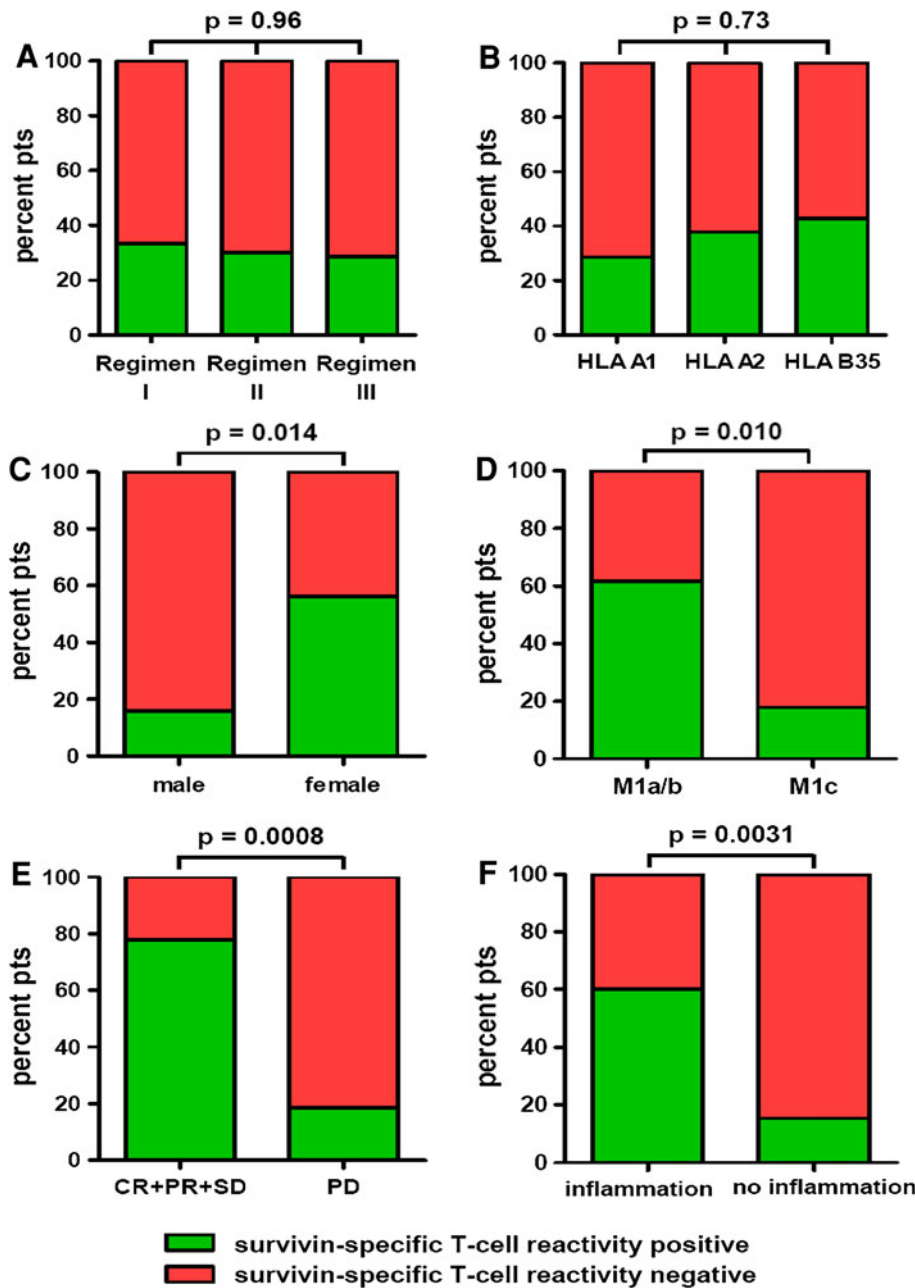 p = 0.96
A
100
80
60
40
20
0
percent pts
Regimen I
Regimen II
Regimen III
p = 0.73
B
100
80
60
40
20
0
percent pts
HLA A1
HLA A2
HLA B35
p = 0.014
C
100
80
60
40
20
0
percent pts
male
female
p = 0.010
D
100
80
60
40
20
0
percent pts
M1a/b
M1c
p = 0.0008
E
100
80
60
40
20
0
percent pts
CR+PR+SD
PD
p = 0.0031
F
100
80
60
40
20
0
percent pts
inflammation
no inflammation
survivin-specific T-cell reactivity positive
survivin-specific T-cell reactivity negative